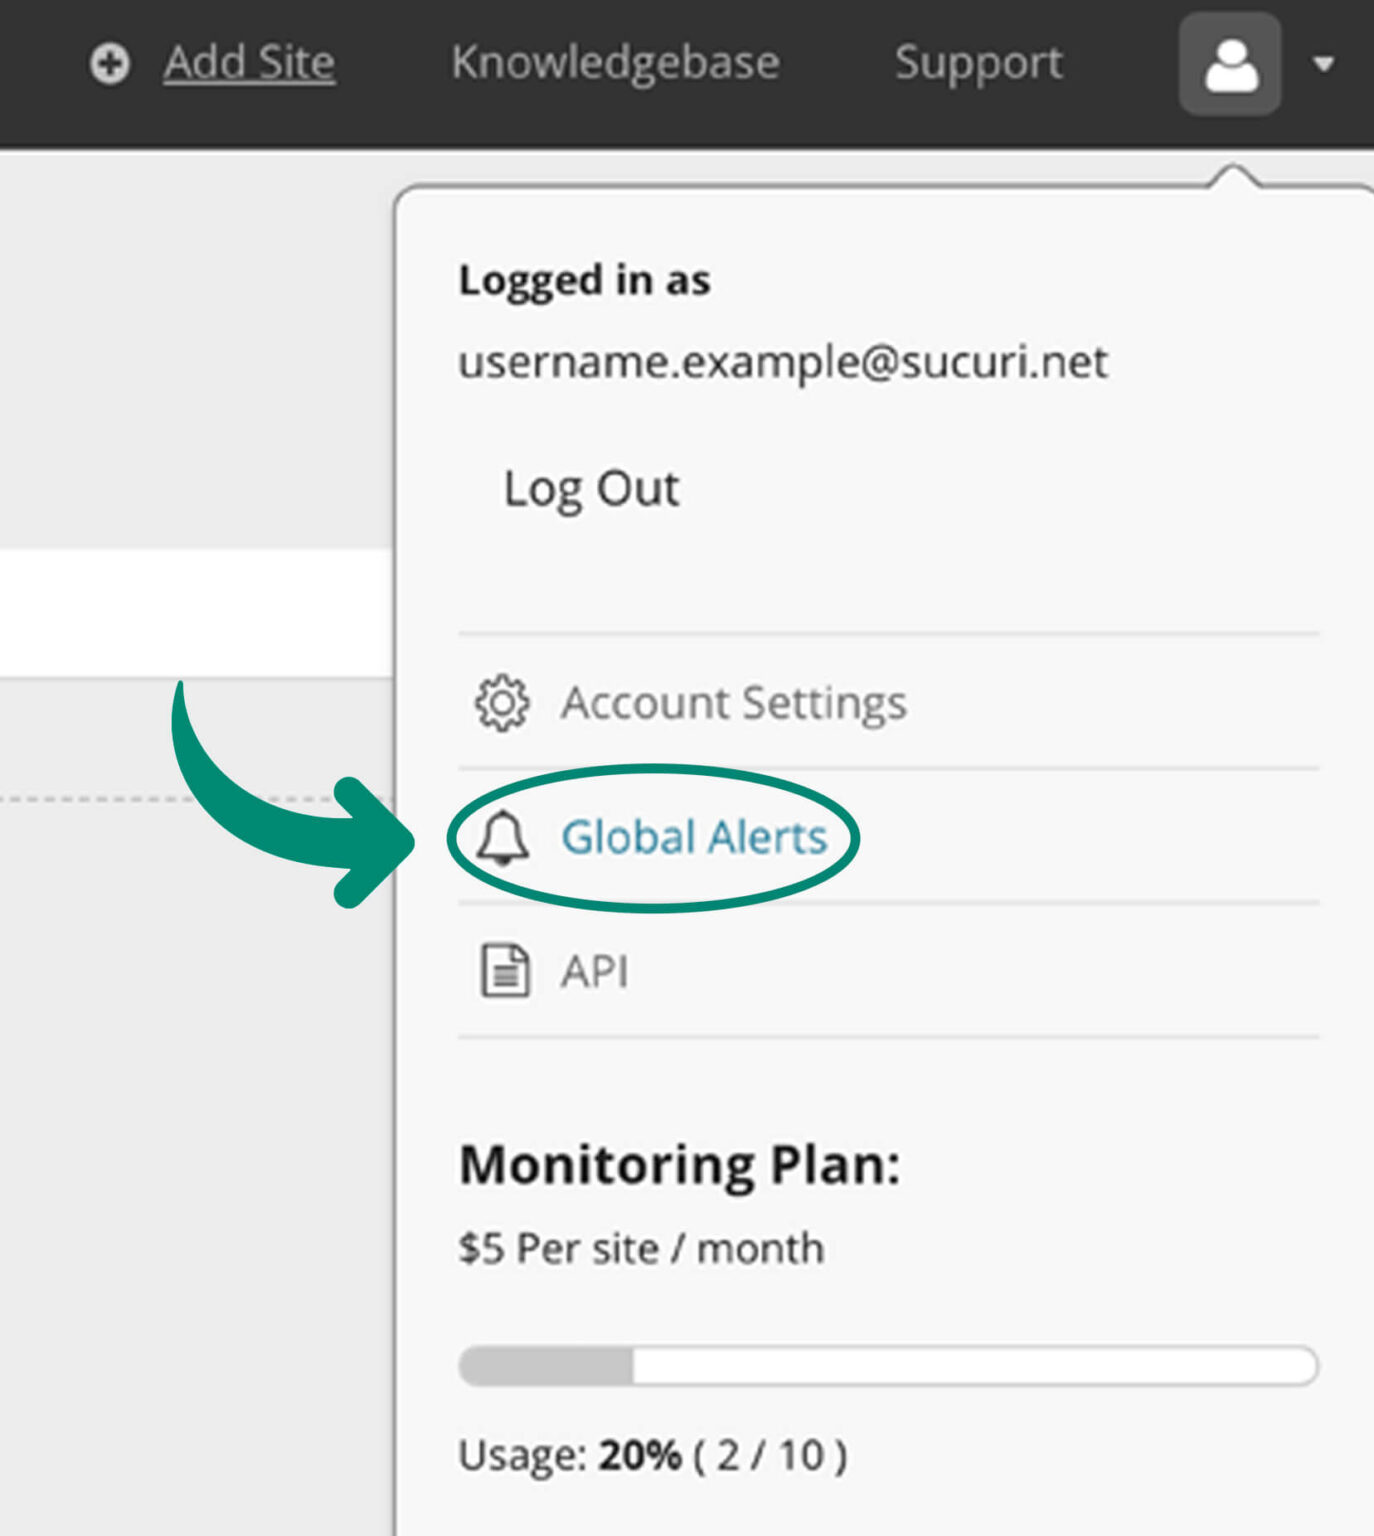 Add Site Knowledgebase Support
Logged in as
username.example@sucuri.net
Log Out
Account Settings
Global Alerts
API
Monitoring Plan:
$5 Per site / month
Usage: 20% ( 2 / 10 )